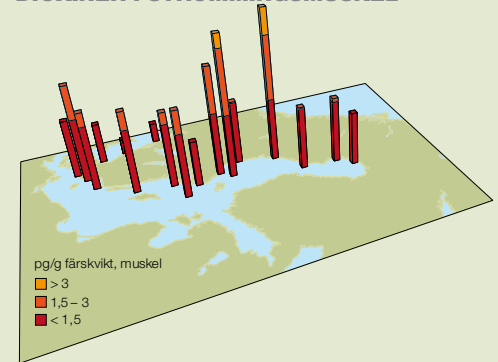 pg/g färskvikt, muskel
> 3
1,5 – 3
< 1,5